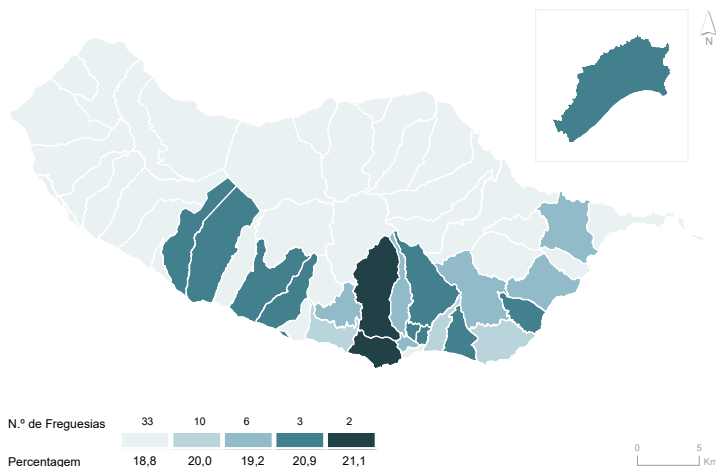 N
N.º de Freguesias 33 10 6 3 2
Percentagem 18,8 20,0 19,2 20,9 21,1
0 5
Km